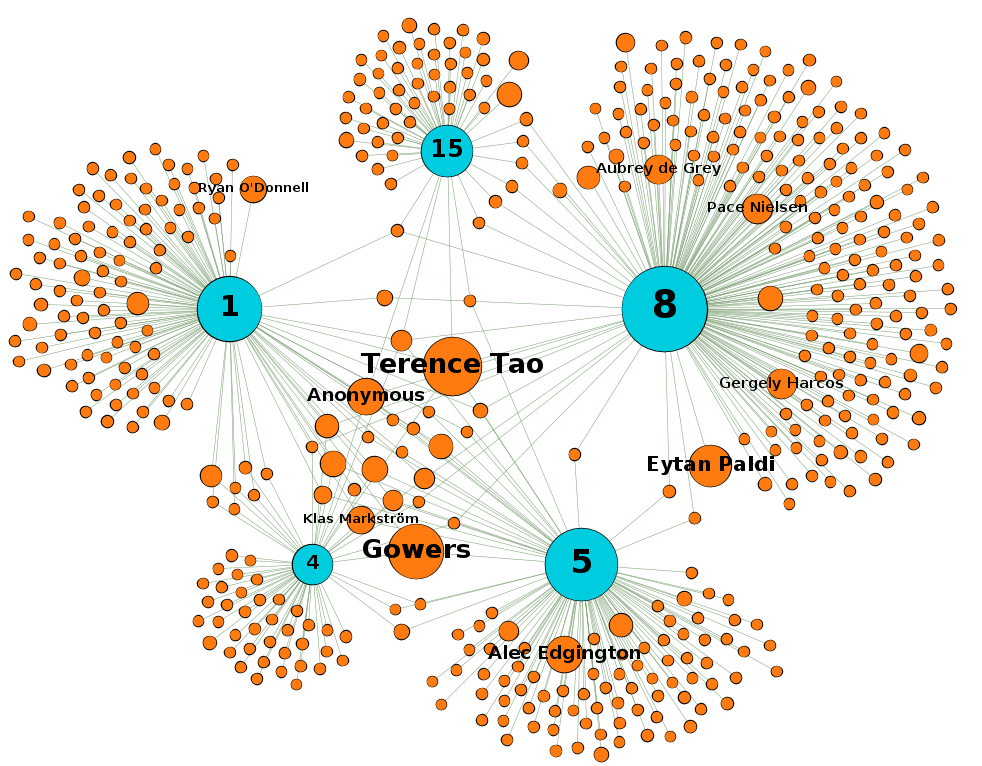 15
Aubrey de Grey
Ryan O'Donnell
Pace Nielsen
1
8
Terence Tao
Gergely Harcos
Anonymous
Eytan Paldi
Klas Markström
Gowers
4
5
Alec Edgington